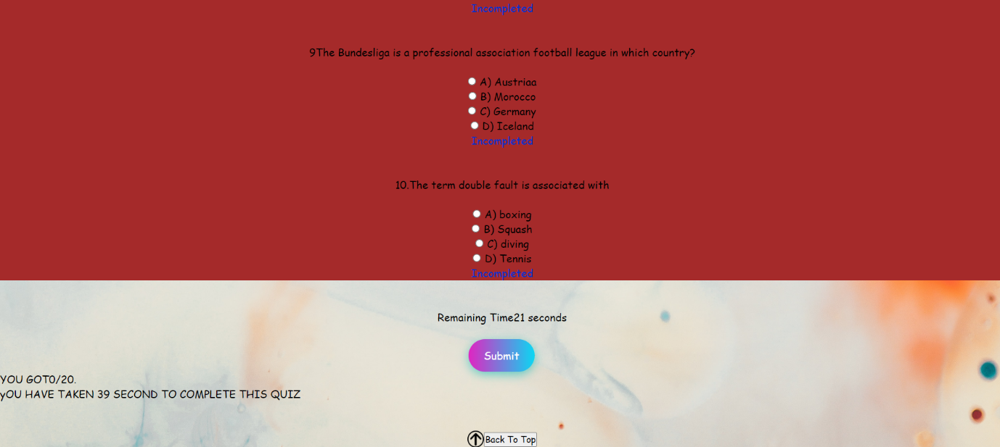 Incompleted
9The Bundesliga is a professional association football league in which country?
A) Austriaa
B) Morocco
C) Germany
D) Iceland
Incompleted
10.The term double fault is associated with
A) boxing
B) Squash
C) diving
D) Tennis
Incompleted
Remaining Time21 seconds
Submit
YOU GOT0/20.
yOU HAVE TAKEN 39 SECOND TO COMPLETE THIS QUIZ
Back To Top